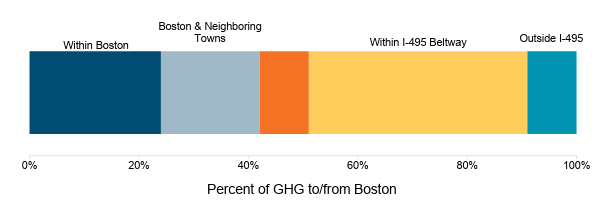 Boston & Neighboring
Towns
Within Boston
Within I-495 Beltway
Outside I-495
0%
20%
40%
60%
80%
100%
Percent of GHG to/from Boston